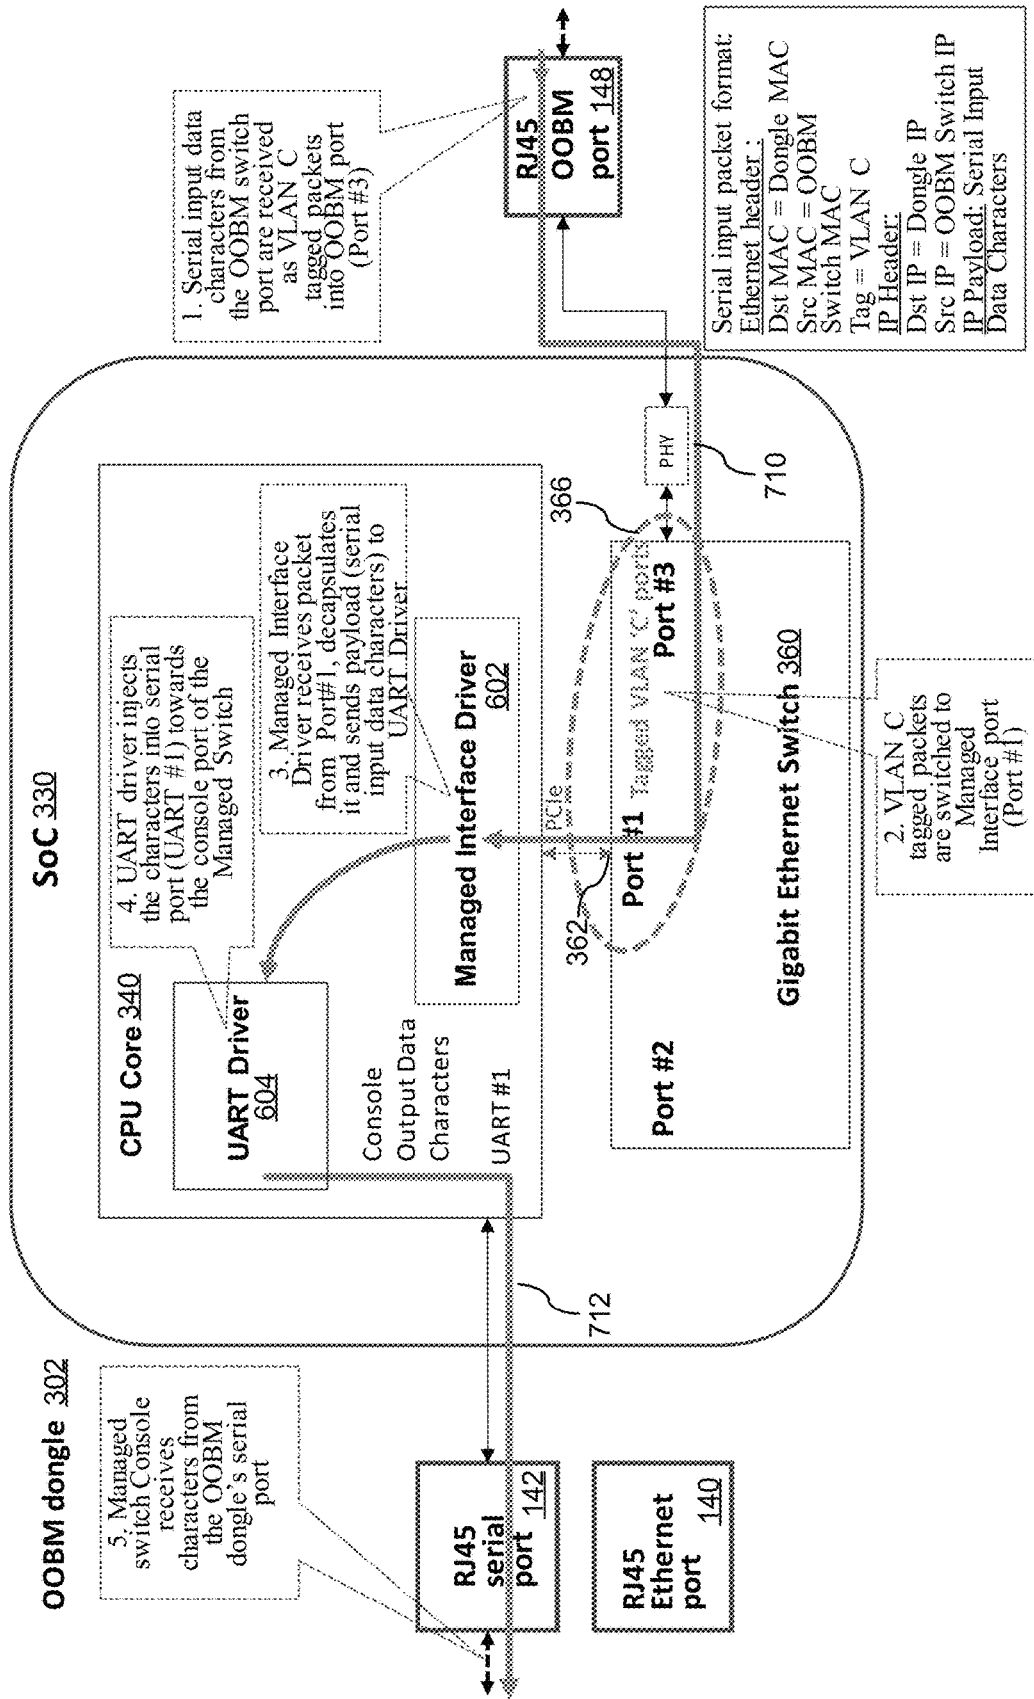 OOBM dongle 302
SoC 330
5. Managed
switch Console
receives
characters from
the OOBM
dongle's serial
port
CPU Core 340
4. UART driver injects
the characters into serial
port (UART #1) towards
the console port of the
Managed Switch
1. Serial input data
characters from
the OOBM switch
port are received
as VLAN C
tagged packets
into OOBM port
(Port #3)
UART Driver
604
3. Managed Interface
Driver receives packet
from Port#1, decapsulates
it and sends payload (serial
input data characters) to
UART Driver
Console
Output Data
Characters
UART #1
Managed Interface Driver
602
RJ45
serial
port 142
RJ45
OOBM
port 148
712
PCIe
362
366
PHY
710
RJ45
Ethernet
port
140
Port #1
Tagged VLAN 'C' ports
Port #2
Port #3
Gigabit Ethernet Switch 360
2. VLAN C
tagged packets
are switched to
Managed
Interface port
(Port #1)
Serial input packet format:
Ethernet header :
Dst MAC = Dongle MAC
Src MAC = OOBM
Switch MAC
Tag = VLAN C
IP Header:
Dst IP = Dongle IP
Src IP = OOBM Switch IP
IP Payload: Serial Input
Data Characters